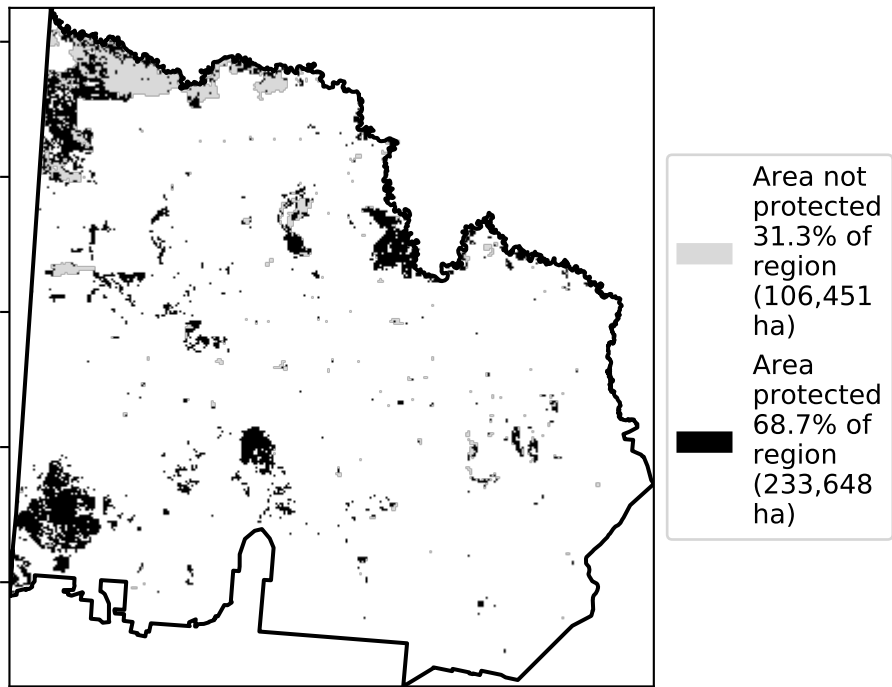 Area not
protected
31.3% of
region
(106,451
ha)
Area
protected
68.7% of
region
(233,648
ha)